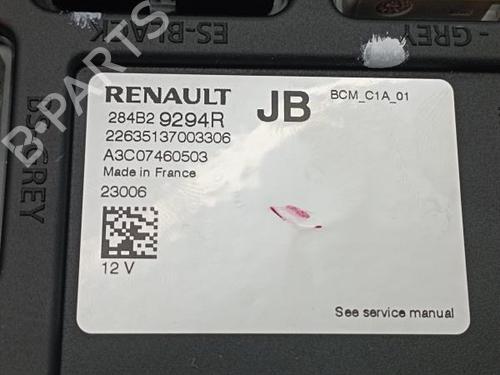 ES-BLACK
- GREY
B-PARTS
RENAULT
JB
BCM_C1A_01
284B2 9294R
22635137003306
A3C07460503
Made in France
23006
12 V
See service manual